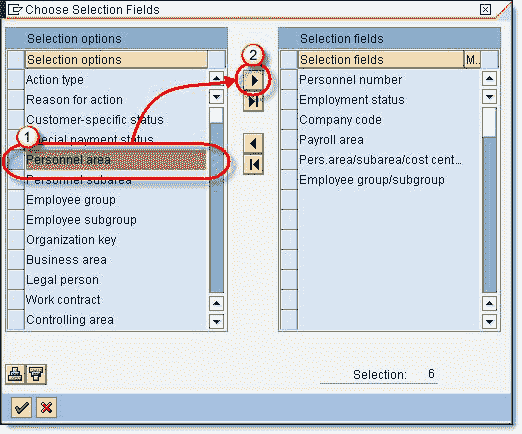 Choose Selection Fields
Selection options
Selection options
Action type
Reason for action
Customer-specific status
Special payment status
Personnel area
Personnel subarea
Employee group
Employee subgroup
Organization key
Business area
Legal person
Work contract
Controlling area
1
2
Selection fields
Selection fields M..
Personnel number
Employment status
Company code
Payroll area
Pers.area/subarea/cost cent...
Employee group/subgroup
Selection: 6